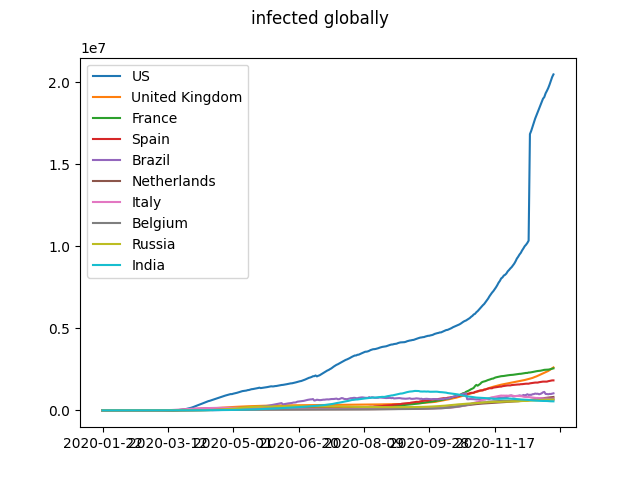 infected globally
1e7
2.0
1.5
1.0
0.5
0.0
US
United Kingdom
France
Spain
Brazil
Netherlands
Italy
Belgium
Russia
India
2020-01-22 2020-03-12 2020-05-01 2020-06-20 2020-08-09 2020-09-28 2020-11-17